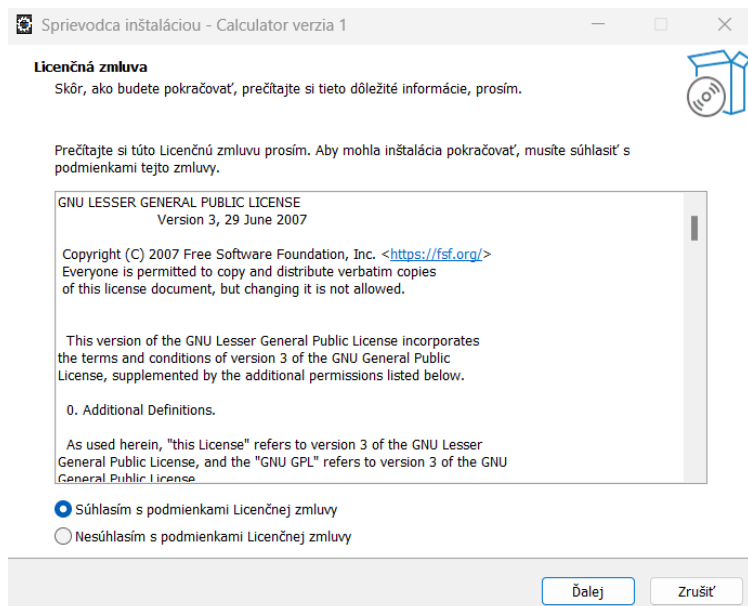 Sprievodca inštaláciou - Calculator verzia 1
Licenčná zmluva
Skôr, ako budete pokračovať, prečítajte si tieto dôležité informácie, prosím.
Prečítajte si túto Licenčnú zmluvu prosím. Aby mohla inštalácia pokračovať, musíte súhlasiť s
podmienkami tejto zmluvy.
GNU LESSER GENERAL PUBLIC LICENSE
Version 3, 29 June 2007
Copyright (C) 2007 Free Software Foundation, Inc. <https://fsf.org/>
Everyone is permitted to copy and distribute verbatim copies
of this license document, but changing it is not allowed.
This version of the GNU Lesser General Public License incorporates
the terms and conditions of version 3 of the GNU General Public
License, supplemented by the additional permissions listed below.
0. Additional Definitions.
As used herein, "this License" refers to version 3 of the GNU Lesser
General Public License, and the "GNU GPL" refers to version 3 of the GNU
General Public License
Súhlasím s podmienkami Licenčnej zmluvy
Nesúhlasím s podmienkami Licenčnej zmluvy
Ďalej
Zrušiť